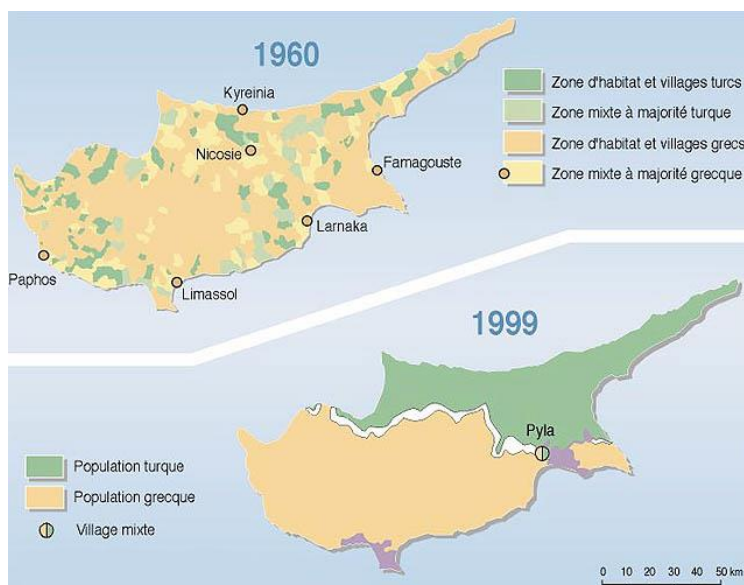 1960
Kyreinia
Nicosie
Famagouste
Larnaka
Paphos
Limassol
Zone d'habitat et villages turcs
Zone mixte à majorité turque
Zone d'habitat et villages grecs
Zone mixte à majorité grecque
1999
Pyla
Population turque
Population grecque
Village mixte
0 10 20 30 40 50 km